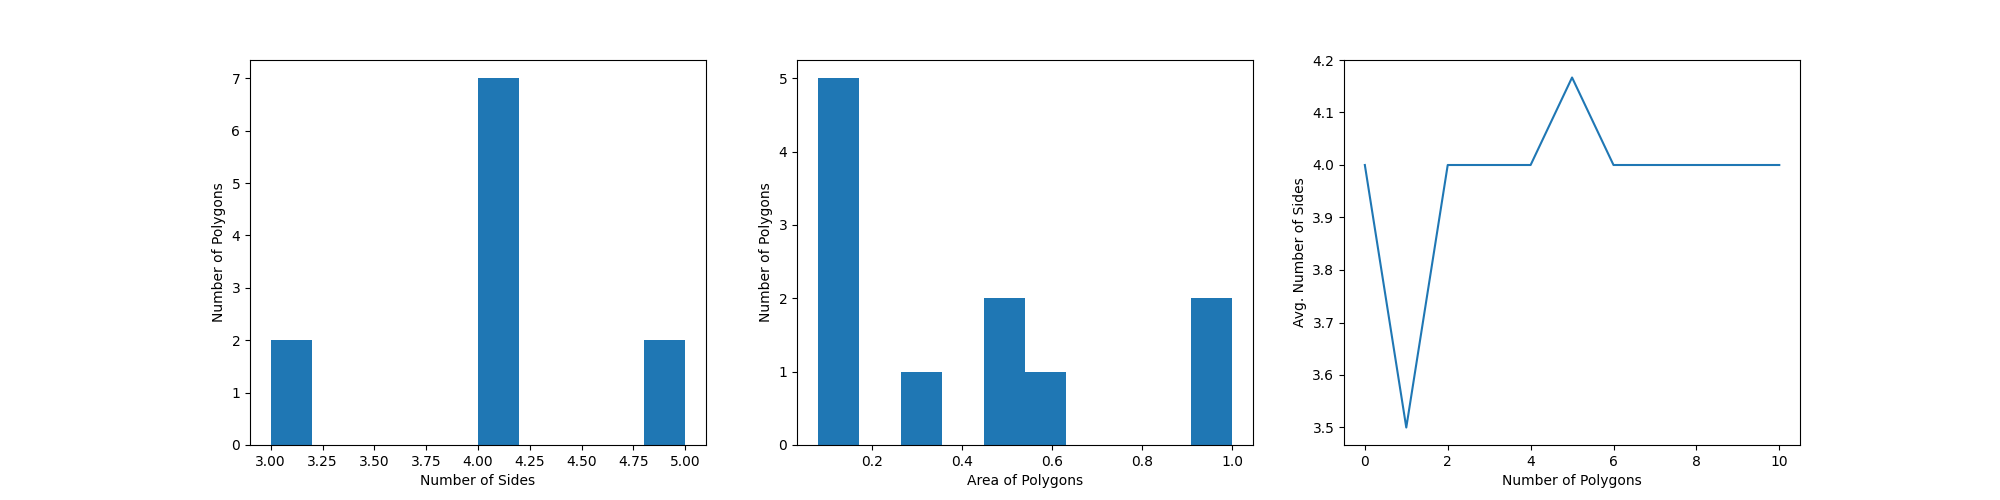 7
6
5
4
3
2
1
0
Number of Polygons
3.00 3.25 3.50 3.75 4.00 4.25 4.50 4.75 5.00
Number of Sides
5
4
3
2
1
0
Number of Polygons
0.2 0.4 0.6 0.8 1.0
Area of Polygons
4.2
4.1
4.0
3.9
3.8
3.7
3.6
3.5
Avg. Number of Sides
0 2 4 6 8 10
Number of Polygons